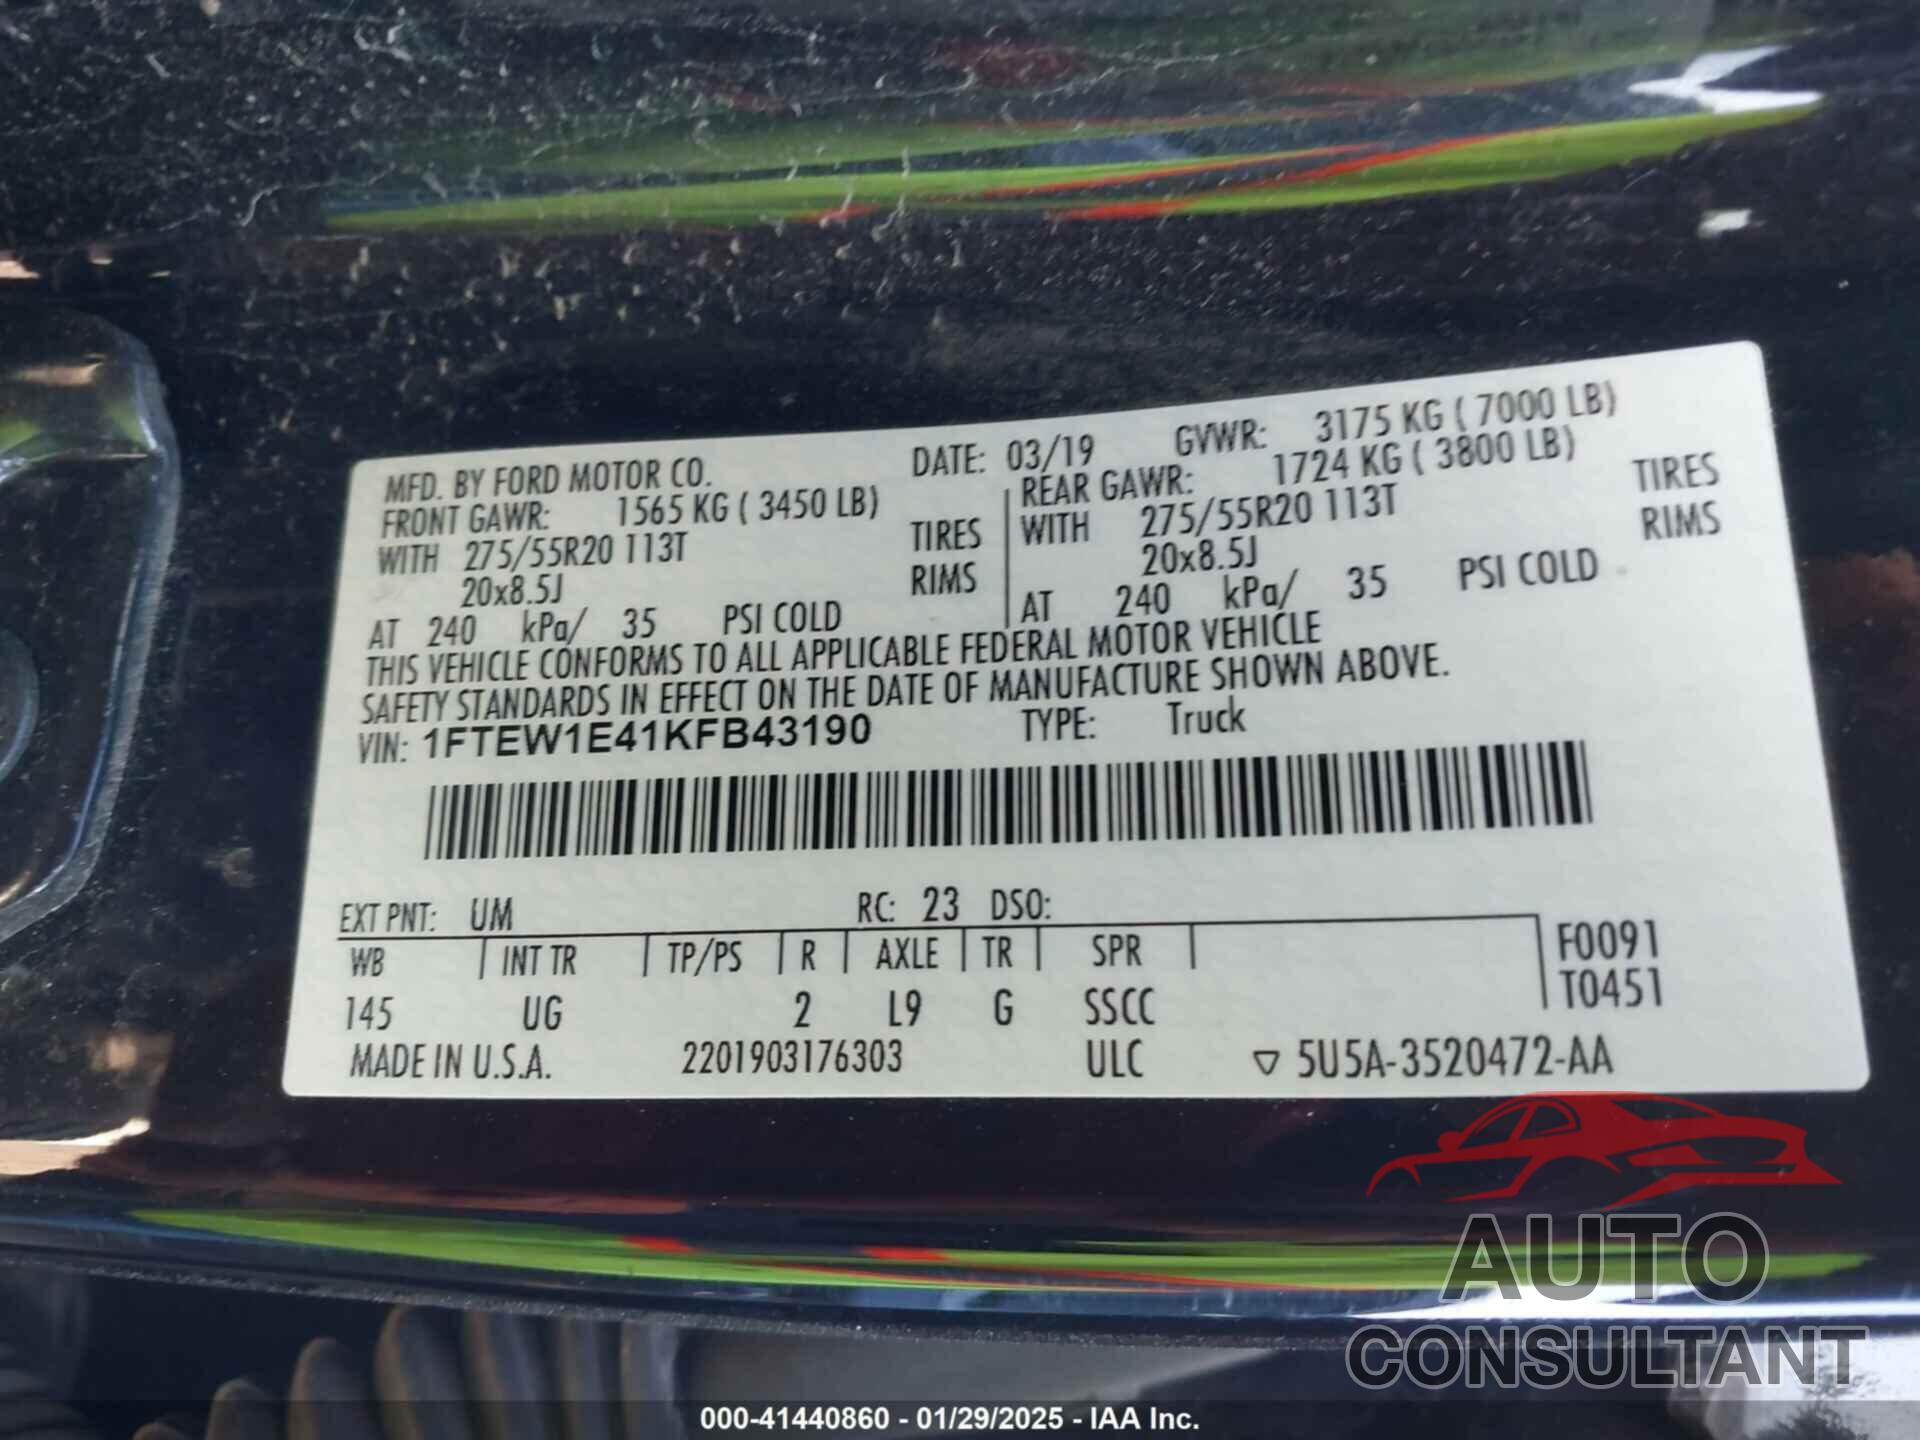 MFD. BY FORD MOTOR CO. DATE: 03/19 GVWR: 3175 KG ( 7000 LB)
FRONT GAWR: 1565 KG ( 3450 LB) REAR GAWR: 1724 KG ( 3800 LB)
WITH 275/55R20 113T TIRES WITH 275/55R20 113T TIRES
20x8.5J RIMS 20x8.5J RIMS
AT 240 kPa/ 35 PSI COLD AT 240 kPa/ 35 PSI COLD
THIS VEHICLE CONFORMS TO ALL APPLICABLE FEDERAL MOTOR VEHICLE
SAFETY STANDARDS IN EFFECT ON THE DATE OF MANUFACTURE SHOWN ABOVE.
VIN: 1FTEW1E41KFB43190 TYPE: Truck
EXT PNT: UM RC: 23 DSO:
WB INT TR TP/PS R AXLE TR SPR F0091
145 UG 2 L9 G SSCC T0451
MADE IN U.S.A. 2201903176303 ULC ▽ 5U5A-3520472-AA
AUTO
CONSULTANT
000-41440860 - 01/29/2025 - IAA Inc.